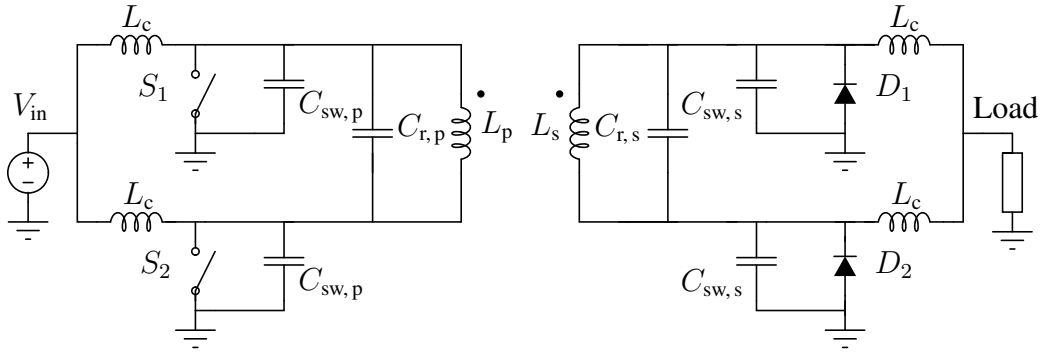 L_c
L_c
S_1
C_sw, p
C_sw, s
D_1
V_in
Load
C_r, p
L_p
L_s
C_r, s
+
−
L_c
L_c
S_2
C_sw, p
C_sw, s
D_2